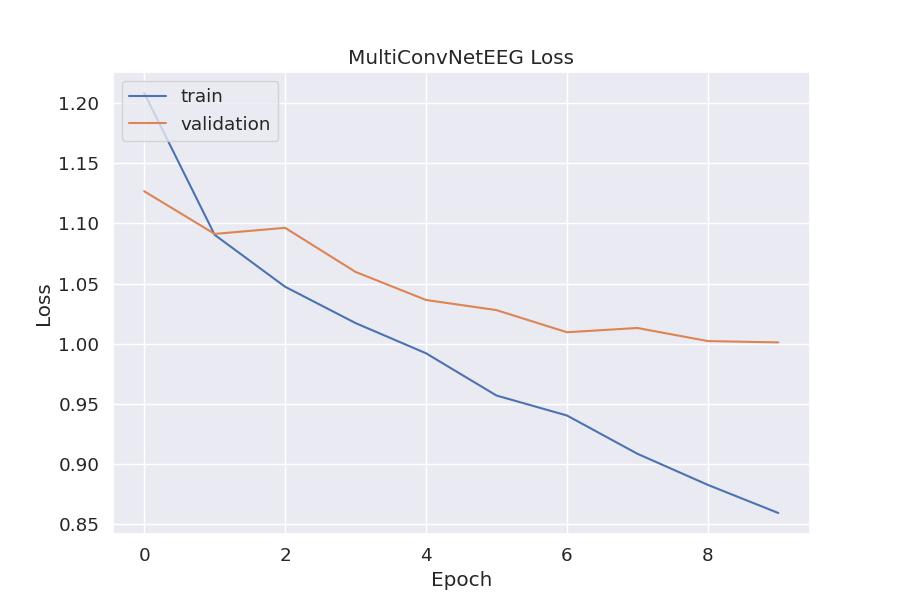 MultiConvNetEEG Loss
train
validation
1.20
1.15
1.10
1.05
1.00
0.95
0.90
0.85
Loss
0 2 4 6 8
Epoch